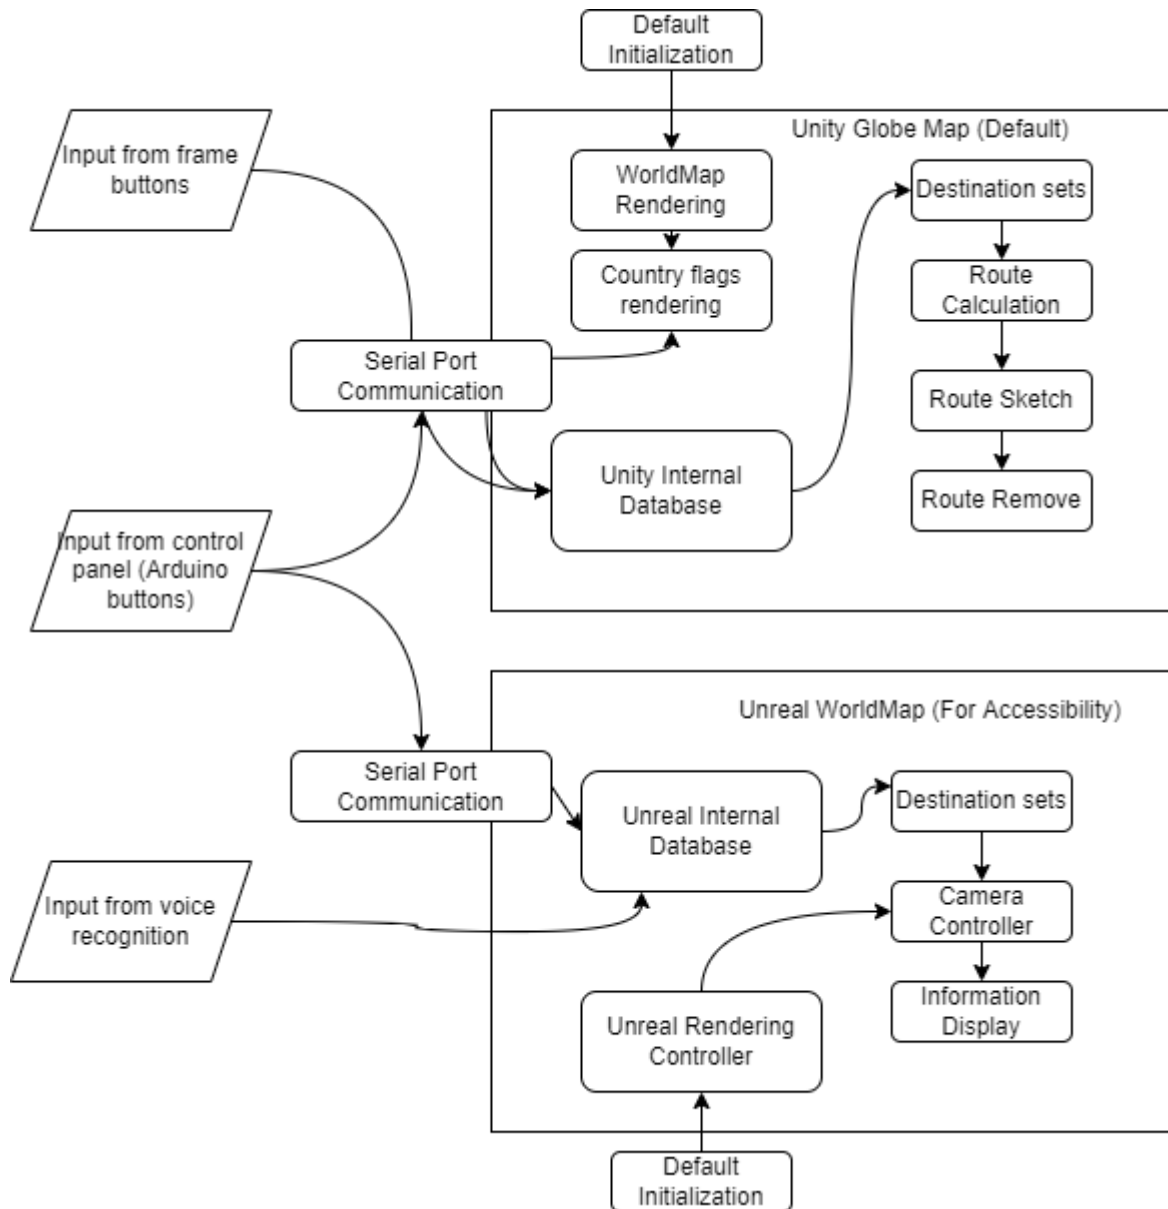 Default
Initialization
Unity Globe Map (Default)
Input from frame
buttons
WorldMap
Rendering
Destination sets
Country flags
rendering
Route
Calculation
Serial Port
Communication
Route Sketch
Unity Internal
Database
Route Remove
Input from control
panel (Arduino
buttons)
Unreal WorldMap (For Accessibility)
Serial Port
Communication
Unreal Internal
Database
Destination sets
Input from voice
recognition
Camera
Controller
Unreal Rendering
Controller
Information
Display
Default
Initialization